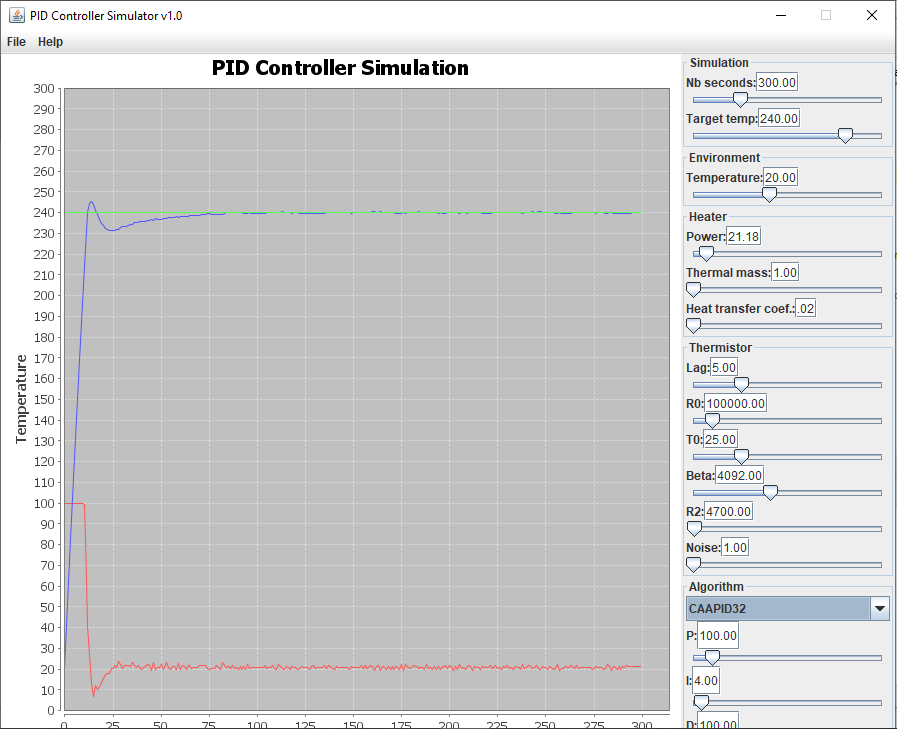 PID Controller Simulator v1.0
File Help
PID Controller Simulation
300
290
280
270
260
250
240
230
220
210
200
190
180
170
160
150
140
130
120
110
100
90
80
70
60
50
40
30
20
10
0
Temperature
0 25 50 75 100 125 150 175 200 225 250 275 300
Simulation
Nb seconds: 300.00
Target temp: 240.00
Environment
Temperature: 20.00
Heater
Power: 21.18
Thermal mass: 1.00
Heat transfer coef.: .02
Thermistor
Lag: 5.00
R0: 100000.00
T0: 25.00
Beta: 4092.00
R2: 4700.00
Noise: 1.00
Algorithm
CAAPID32
P: 100.00
I: 4.00
D: 100.00